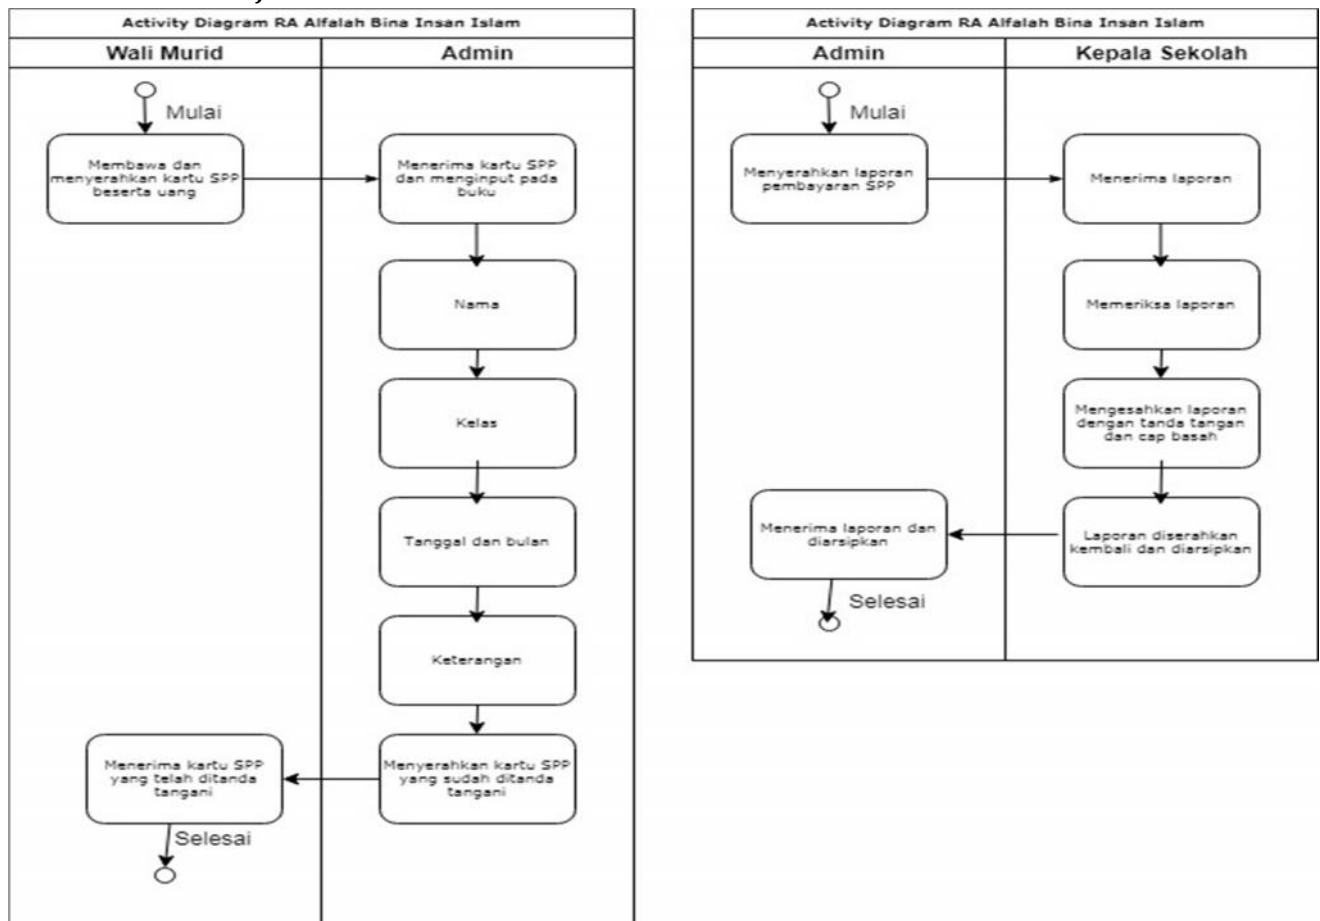 Activity Diagram RA Alfalah Bina Insan Islam
Wali Murid
Admin
Mulai
Membawa dan
menyerahkan kartu SPP
beserta uang
Menerima kartu SPP
dan menginput pada
buku
Nama
Kelas
Tanggal dan bulan
Keterangan
Menyerahkan kartu SPP
yang sudah ditanda
tangani
Menerima kartu SPP
yang telah ditanda
tangani
Selesai
Activity Diagram RA Alfalah Bina Insan Islam
Admin
Kepala Sekolah
Mulai
Menyerahkan laporan
pembayaran SPP
Menerima laporan
Memeriksa laporan
Mengesahkan laporan
dengan tanda tangan
dan cap basah
Laporan diserahkan
kembali dan diarsipkan
Menerima laporan dan
diarsipkan
Selesai